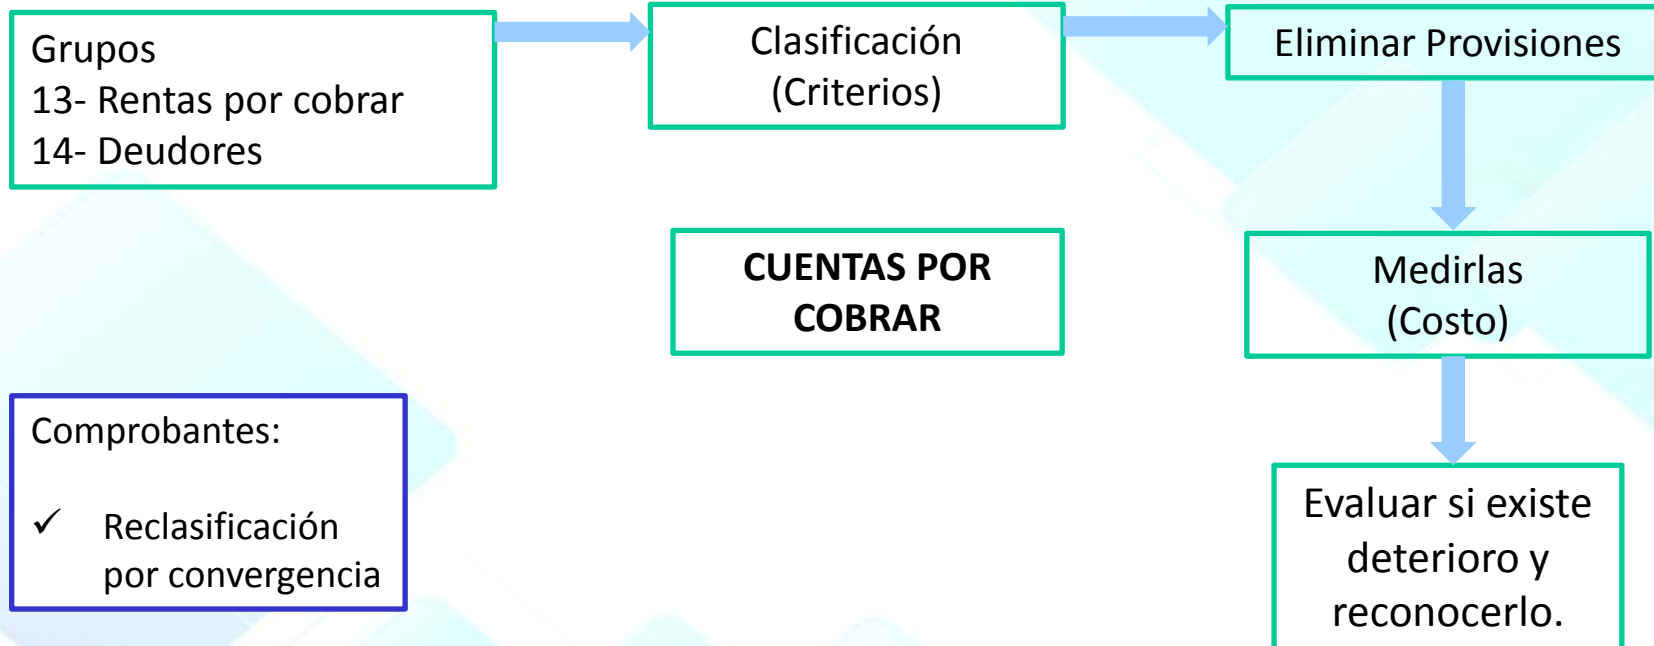 Grupos
13- Rentas por cobrar
14- Deudores
Clasificación
(Criterios)
Eliminar Provisiones
CUENTAS POR
COBRAR
Medirlas
(Costo)
Comprobantes:
✓ Reclasificación
por convergencia
Evaluar si existe
deterioro y
reconocerlo.